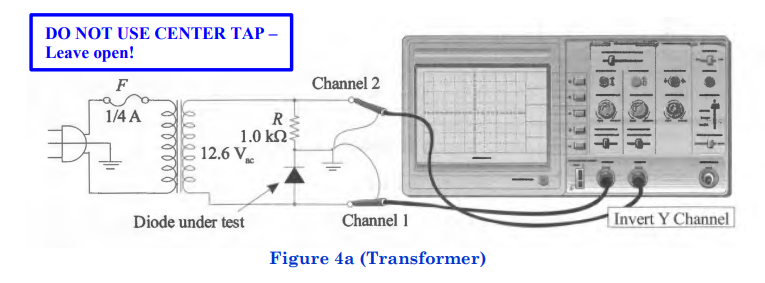 DO NOT USE CENTER TAP –
Leave open!
F
1/4 A
12.6 Vac
R
1.0 kΩ
Channel 2
Diode under test
Channel 1
Invert Y Channel
Figure 4a (Transformer)